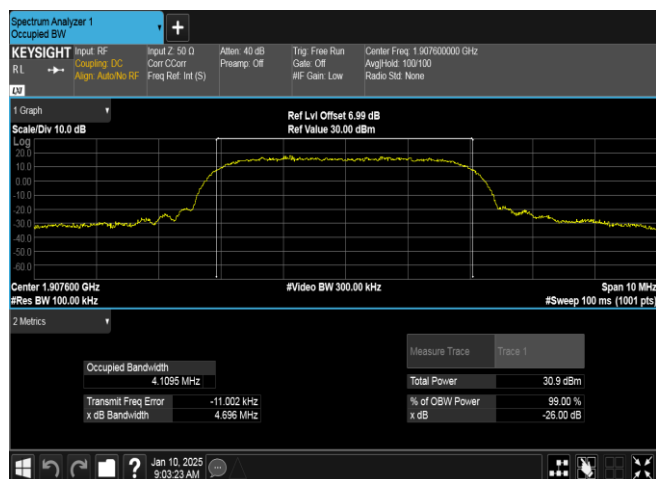 Spectrum Analyzer 1
Occupied BW
+
KEYSIGHT Input: RF Input Z: 50 Ω Atten: 40 dB Trig: Free Run Center Freq: 1.907600000 GHz
RL Coupling: DC Corr CCorr Preamp: Off Gate: Off Avg|Hold: 100/100
Align: Auto/No RF Freq Ref: Int (S) #IF Gain: Low Radio Std: None
LXI
1 Graph
Ref Lvl Offset 6.99 dB
Scale/Div 10.0 dB Ref Value 30.00 dBm
Log
20.0
10.0
0.00
-10.0
-20.0
-30.0
-40.0
-50.0
-60.0
Center 1.907600 GHz #Video BW 300.00 kHz Span 10 MHz
#Res BW 100.00 kHz #Sweep 100 ms (1001 pts)
2 Metrics
Measure Trace Trace 1
Occupied Bandwidth
4.1095 MHz Total Power 30.9 dBm
Transmit Freq Error -11.002 kHz % of OBW Power 99.00 %
x dB Bandwidth 4.696 MHz x dB -26.00 dB
? Jan 10, 2025
9:03:23 AM